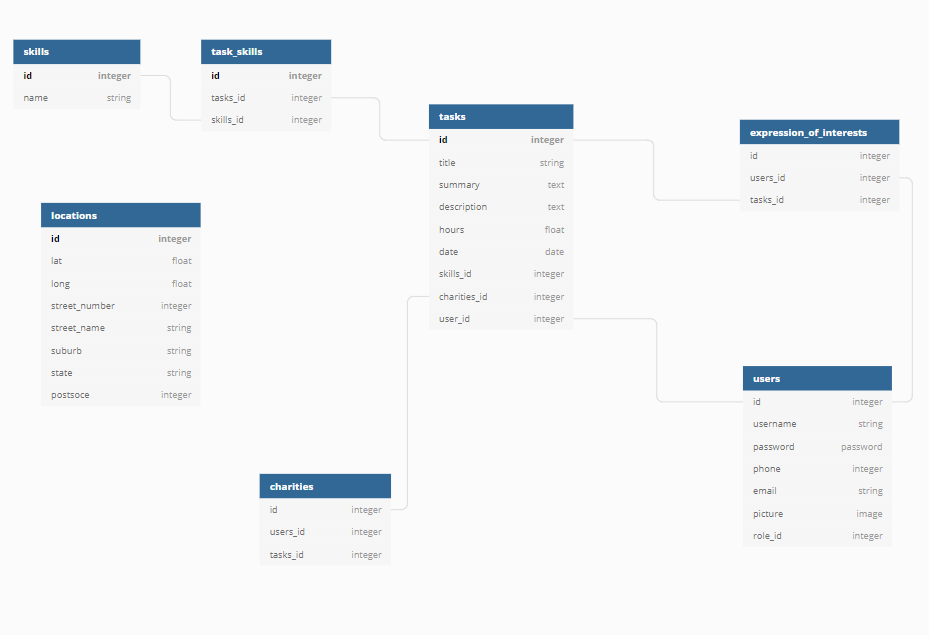 skills
id integer
name string
task_skills
id integer
tasks_id integer
skills_id integer
tasks
id integer
title string
summary text
description text
hours float
date date
skills_id integer
charities_id integer
user_id integer
expression_of_interests
id integer
users_id integer
tasks_id integer
locations
id integer
lat float
long float
street_number integer
street_name string
suburb string
state string
postsoce integer
users
id integer
username string
password password
phone integer
email string
picture image
role_id integer
charities
id integer
users_id integer
tasks_id integer